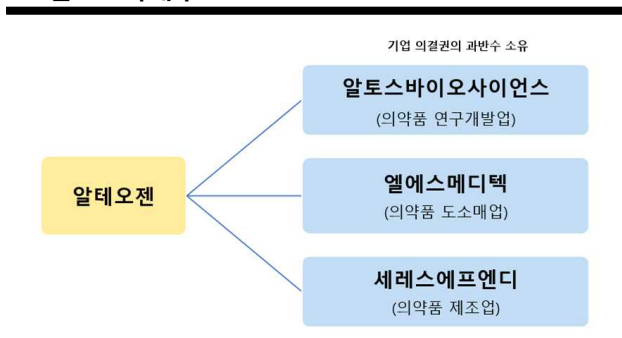 기업 의결권의 과반수 소유
알토스바이오사이언스
(의약품 연구개발업)
알테오젠
엘에스메디텍
(의약품 도소매업)
세레스에프엔디
(의약품 제조업)